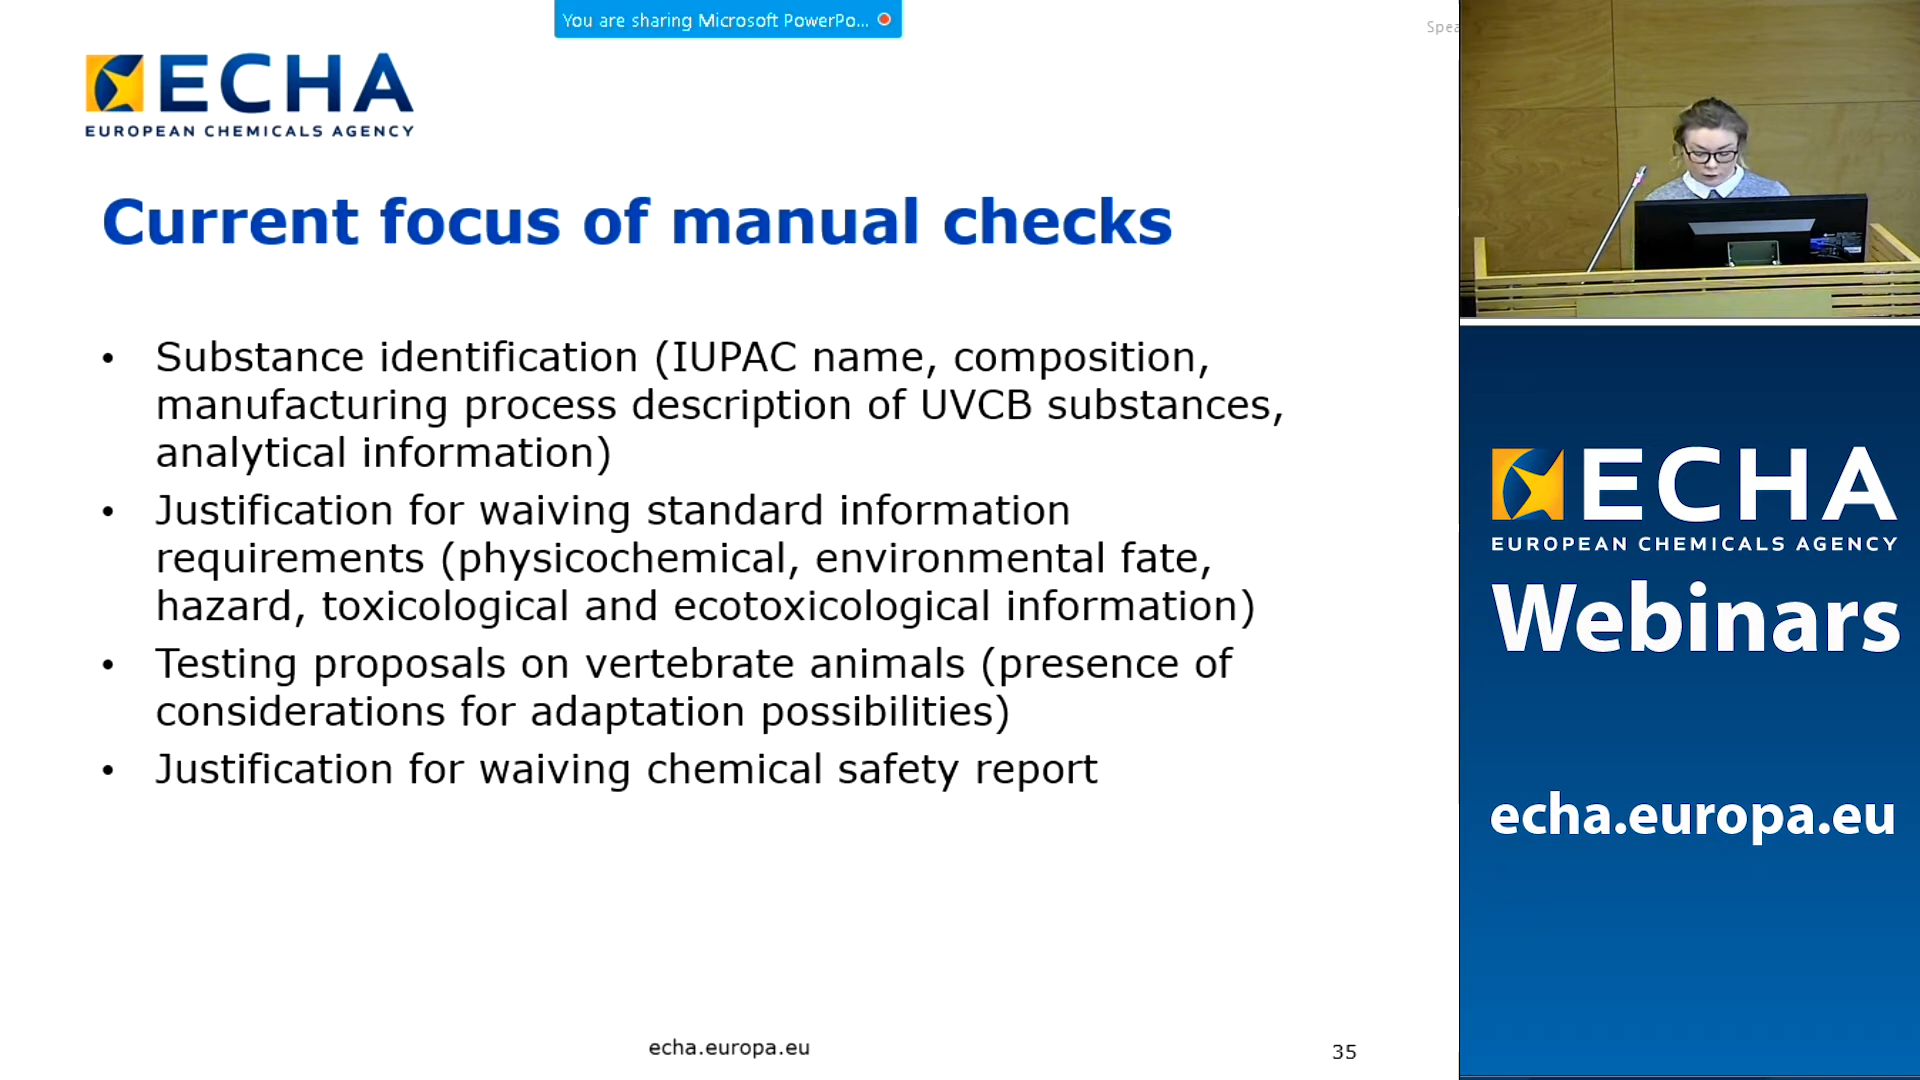 You are sharing Microsoft PowerPo...
Spea
ECHA
EUROPEAN CHEMICALS AGENCY
Current focus of manual checks
• Substance identification (IUPAC name, composition,
manufacturing process description of UVCB substances,
analytical information)
• Justification for waiving standard information
requirements (physicochemical, environmental fate,
hazard, toxicological and ecotoxicological information)
• Testing proposals on vertebrate animals (presence of
considerations for adaptation possibilities)
• Justification for waiving chemical safety report
echa.europa.eu
35
ECHA
EUROPEAN CHEMICALS AGENCY
Webinars
echa.europa.eu